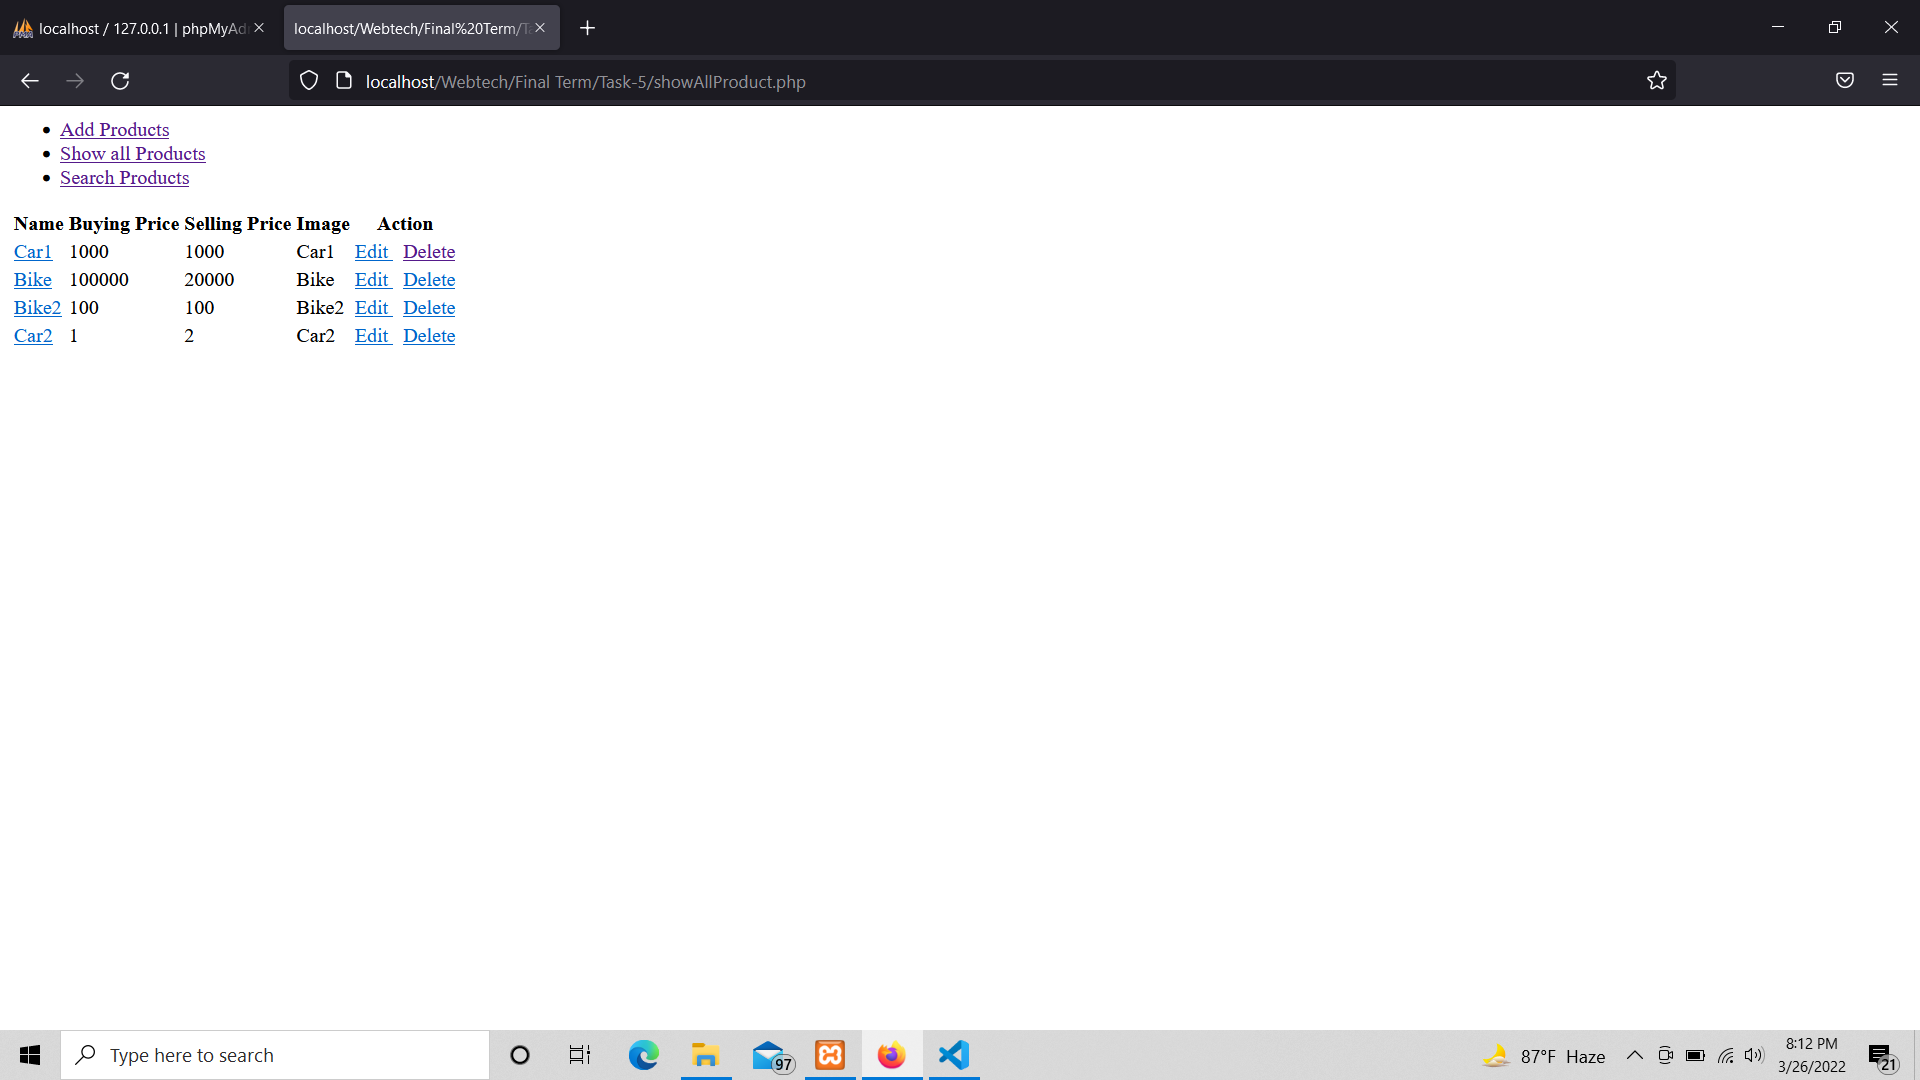 localhost / 127.0.0.1 | phpMyAd
localhost/Webtech/Final%20Term/T
localhost/Webtech/Final Term/Task-5/showAllProduct.php
Add Products
Show all Products
Search Products
Name Buying Price Selling Price Image Action
Car1 1000 1000 Car1 Edit Delete
Bike 100000 20000 Bike Edit Delete
Bike2 100 100 Bike2 Edit Delete
Car2 1 2 Car2 Edit Delete
Type here to search
97
87°F Haze
8:12 PM
3/26/2022
21